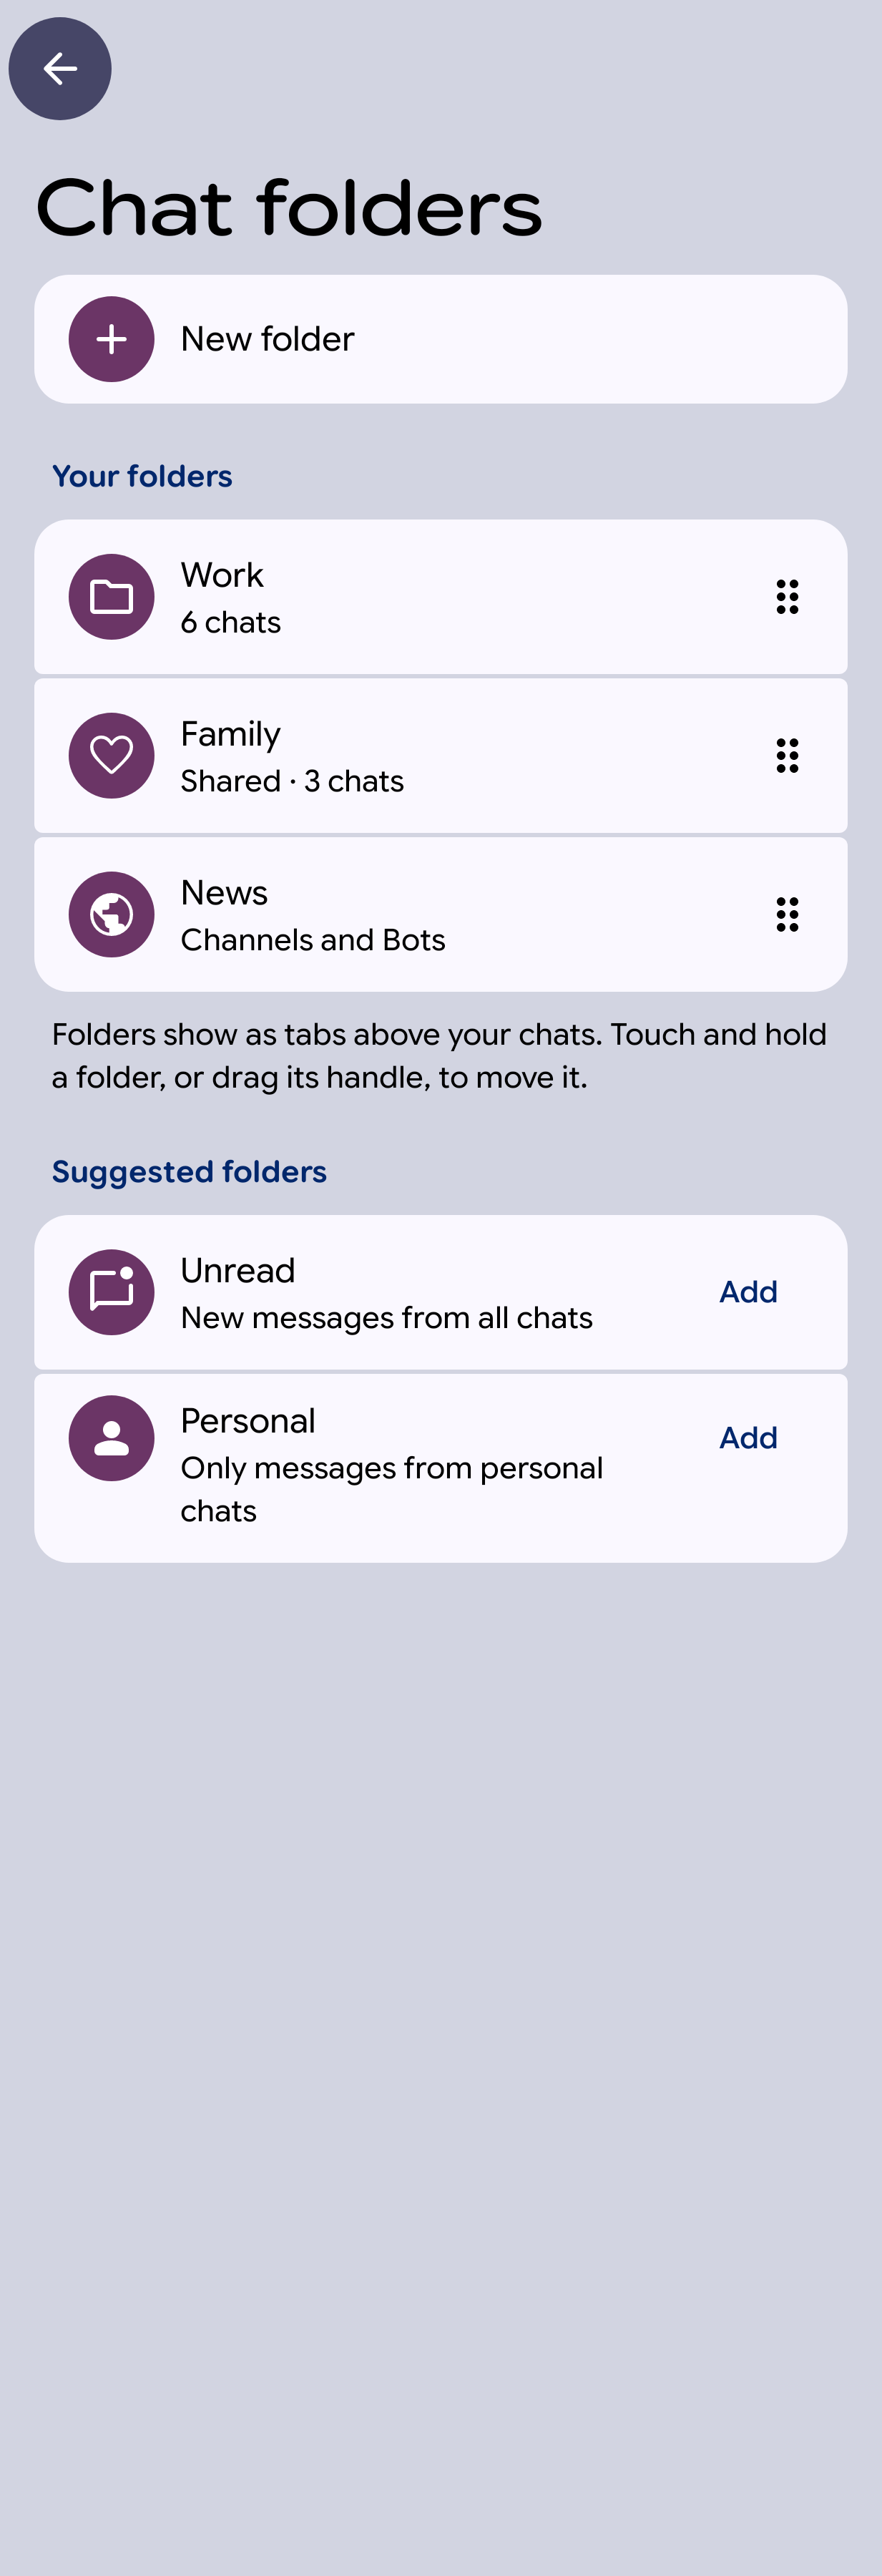 Chat folders
New folder
Your folders
Work
6 chats
Family
Shared · 3 chats
News
Channels and Bots
Folders show as tabs above your chats. Touch and hold
a folder, or drag its handle, to move it.
Suggested folders
Unread
New messages from all chats
Add
Personal
Only messages from personal
chats
Add